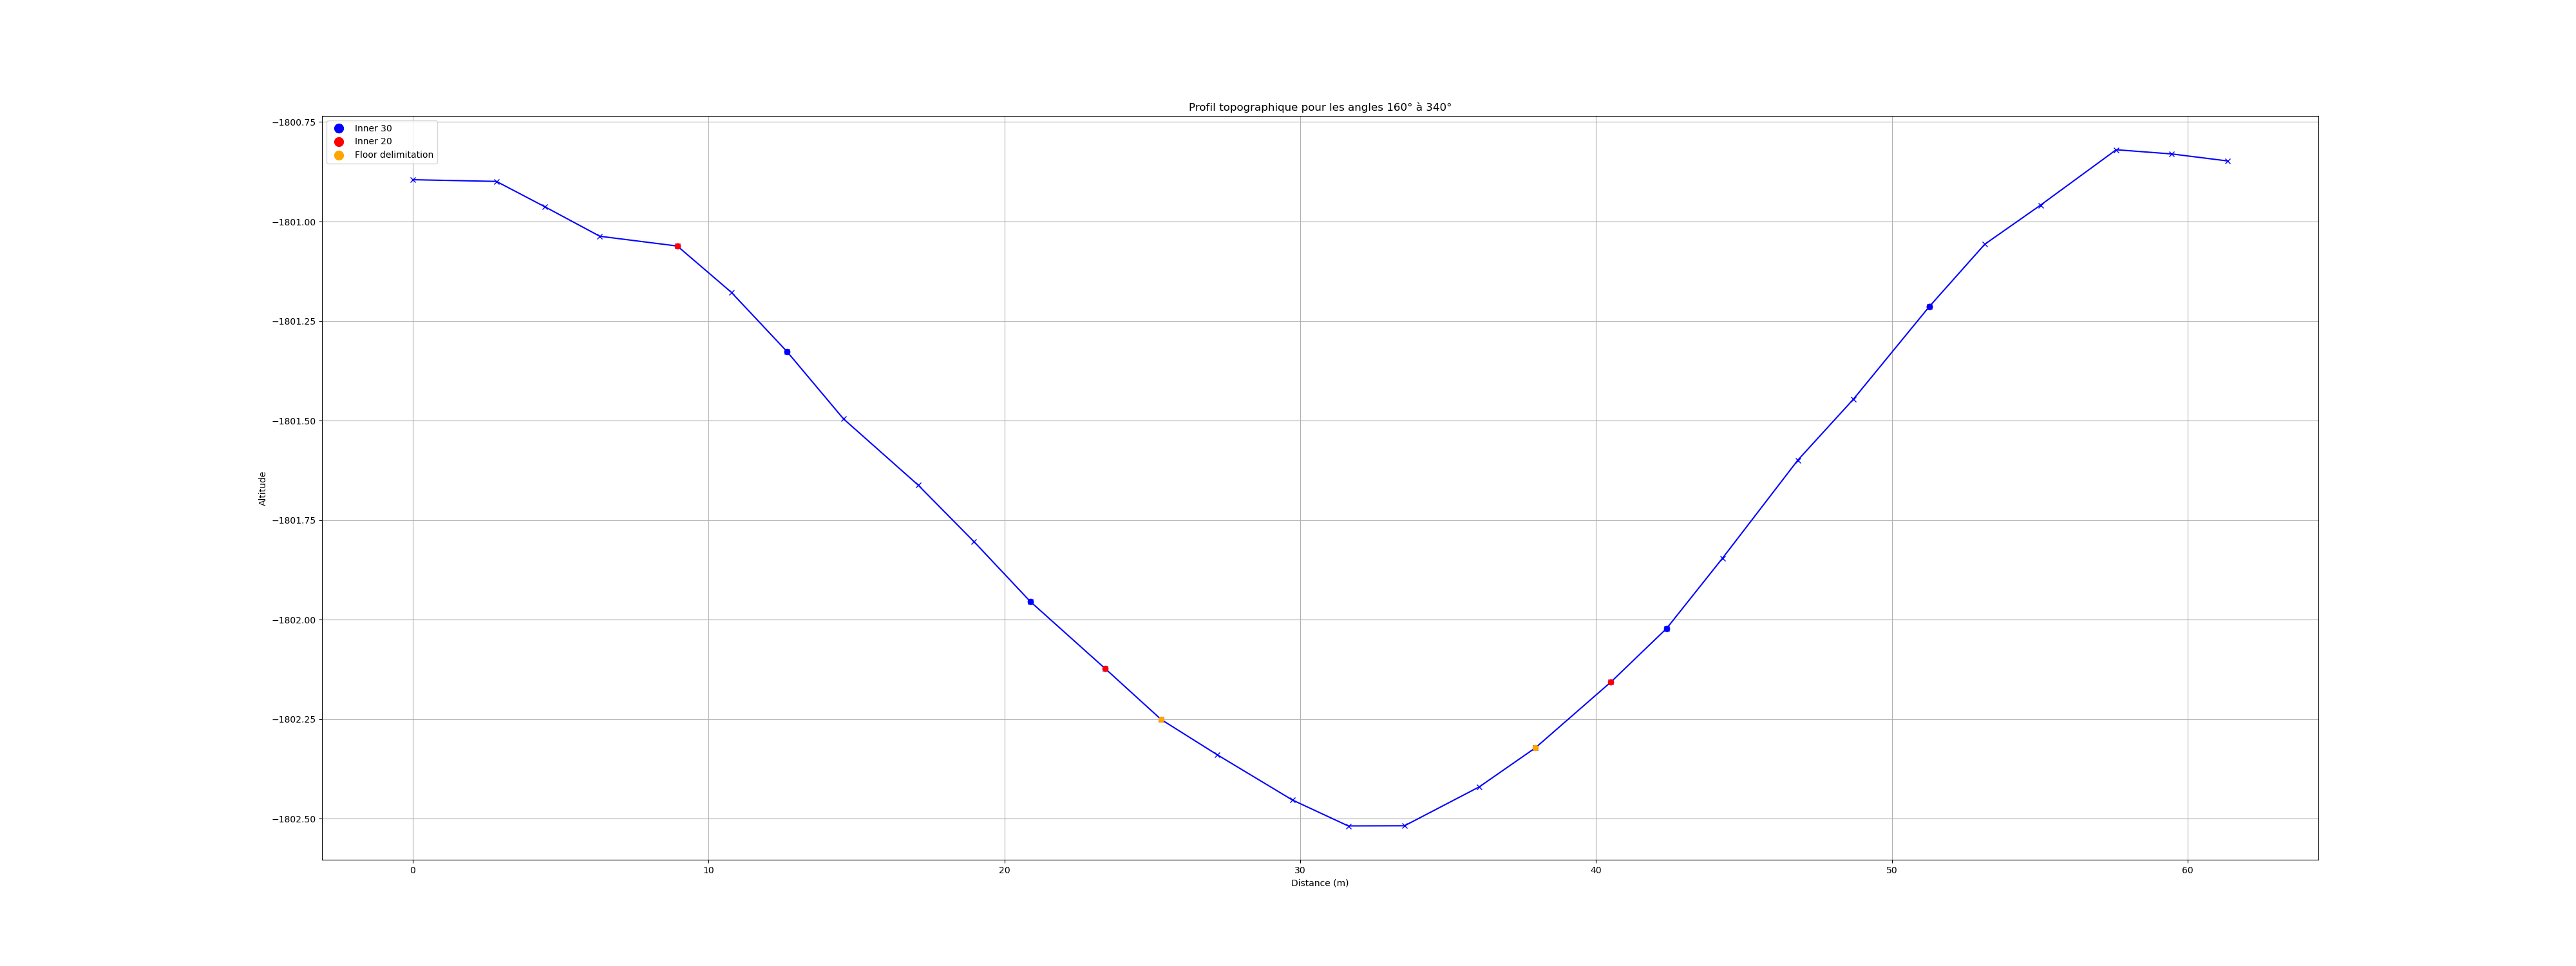 Profil topographique pour les angles 160° à 340°
Inner 30
Inner 20
Floor delimitation
Altitude
−1800.75
−1801.00
−1801.25
−1801.50
−1801.75
−1802.00
−1802.25
−1802.50
0 10 20 30 40 50 60
Distance (m)